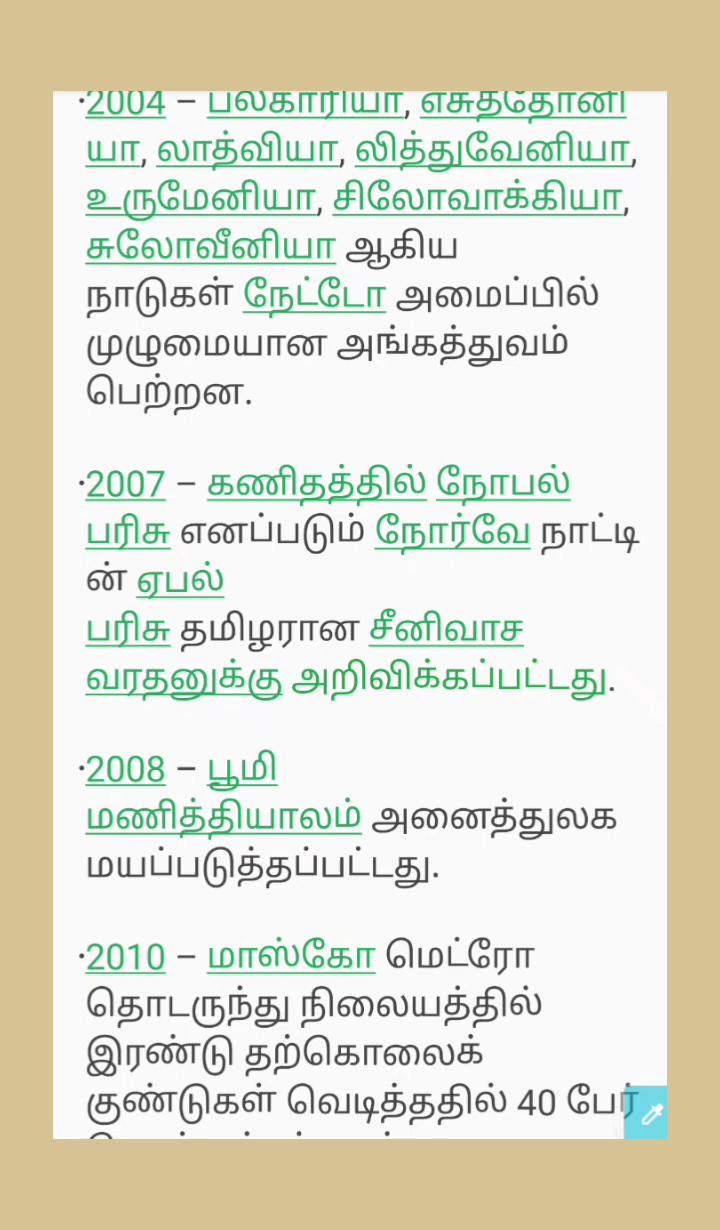 ·2004 – பல்காரியா, எசுத்தோனி
யா, லாத்வியா, லித்துவேனியா,
உருமேனியா, சிலோவாக்கியா,
சுலோவீனியா ஆகிய
நாடுகள் நேட்டோ அமைப்பில்
முழுமையான அங்கத்துவம்
பெற்றன.
·2007 – கணிதத்தில் நோபல்
பரிசு எனப்படும் நோர்வே நாட்டி
ன் ஏபல்
பரிசு தமிழரான சீனிவாச
வரதனுக்கு அறிவிக்கப்பட்டது.
·2008 – பூமி
மணித்தியாலம் அனைத்துலக
மயப்படுத்தப்பட்டது.
·2010 – மாஸ்கோ மெட்ரோ
தொடருந்து நிலையத்தில்
இரண்டு தற்கொலைக்
குண்டுகள் வெடித்ததில் 40 பேர்